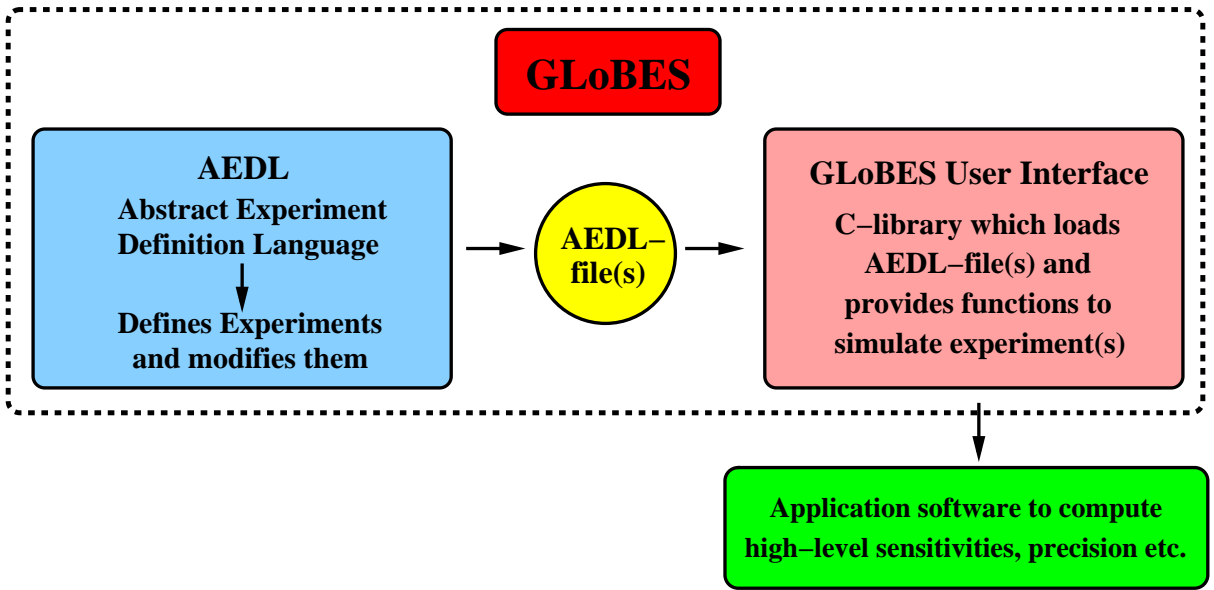 GLoBES
AEDL
Abstract Experiment
Definition Language
Defines Experiments
and modifies them
AEDL−
file(s)
GLoBES User Interface
C−library which loads
AEDL−file(s) and
provides functions to
simulate experiment(s)
Application software to compute
high−level sensitivities, precision etc.